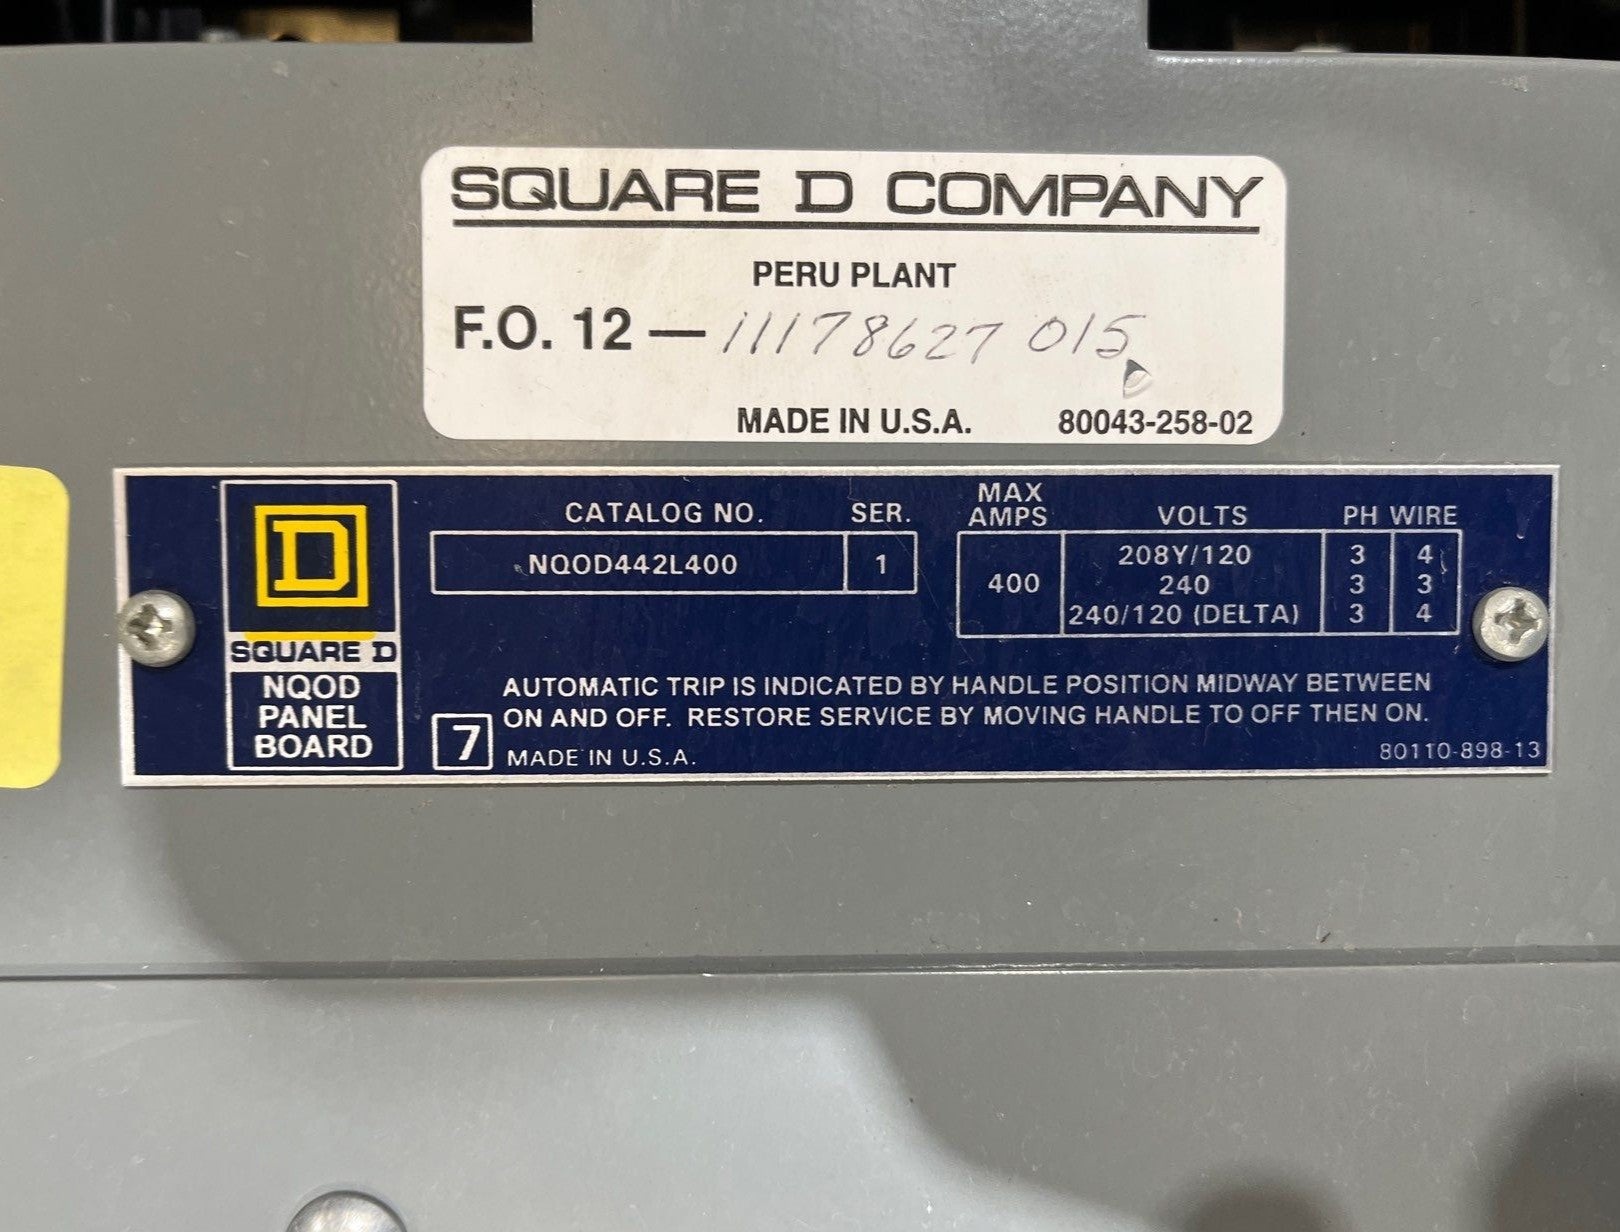 SQUARE D COMPANY
PERU PLANT
F.O. 12 — 11178627 015
MADE IN U.S.A. 80043-258-02
D
SQUARE D
NQOD
PANEL
BOARD
CATALOG NO. SER.
NQOD442L400 1
MAX
AMPS VOLTS PH WIRE
208Y/120 3 4
400 240 3 3
240/120 (DELTA) 3 4
AUTOMATIC TRIP IS INDICATED BY HANDLE POSITION MIDWAY BETWEEN
ON AND OFF. RESTORE SERVICE BY MOVING HANDLE TO OFF THEN ON.
7 MADE IN U.S.A. 80110-898-13